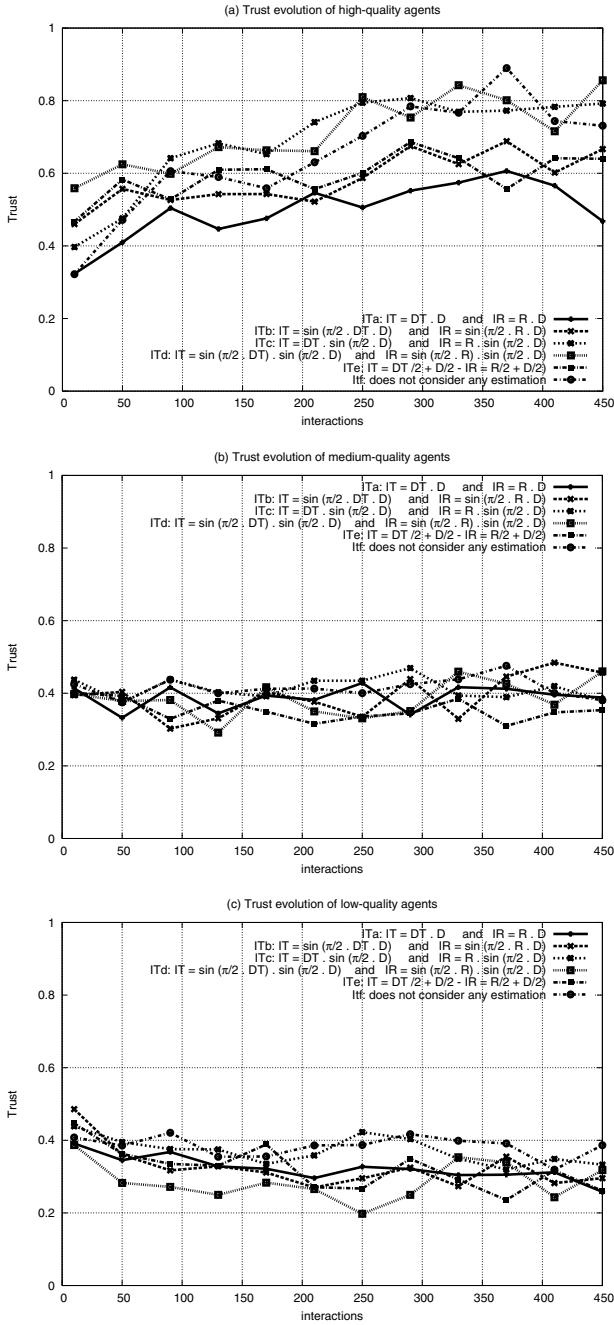 (a) Trust evolution of high-quality agents
1
0.8
0.6
0.4
0.2
0
Trust
ITa: IT = DT . D and IR = R . D
ITb: IT = sin (π/2 . DT . D) and IR = sin (π/2 . R . D)
ITc: IT = DT . sin (π/2 . D) and IR = R . sin (π/2 . D)
ITd: IT = sin (π/2 . DT) . sin (π/2 . D) and IR = sin (π/2 . R) . sin (π/2 . D)
ITe: IT = DT /2 + D/2 - IR = R/2 + D/2)
Itf: does not consider any estimation
0 50 100 150 200 250 300 350 400 450
interactions
(b) Trust evolution of medium-quality agents
1
0.8
0.6
0.4
0.2
0
Trust
ITa: IT = DT . D and IR = R . D
ITb: IT = sin (π/2 . DT . D) and IR = sin (π/2 . R . D)
ITc: IT = DT . sin (π/2 . D) and IR = R . sin (π/2 . D)
ITd: IT = sin (π/2 . DT) . sin (π/2 . D) and IR = sin (π/2 . R) . sin (π/2 . D)
ITe: IT = DT /2 + D/2 - IR = R/2 + D/2)
Itf: does not consider any estimation
0 50 100 150 200 250 300 350 400 450
interactions
(c) Trust evolution of low-quality agents
1
0.8
0.6
0.4
0.2
0
Trust
ITa: IT = DT . D and IR = R . D
ITb: IT = sin (π/2 . DT . D) and IR = sin (π/2 . R . D)
ITc: IT = DT . sin (π/2 . D) and IR = R . sin (π/2 . D)
ITd: IT = sin (π/2 . DT) . sin (π/2 . D) and IR = sin (π/2 . R) . sin (π/2 . D)
ITe: IT = DT /2 + D/2 - IR = R/2 + D/2)
Itf: does not consider any estimation
0 50 100 150 200 250 300 350 400 450
interactions